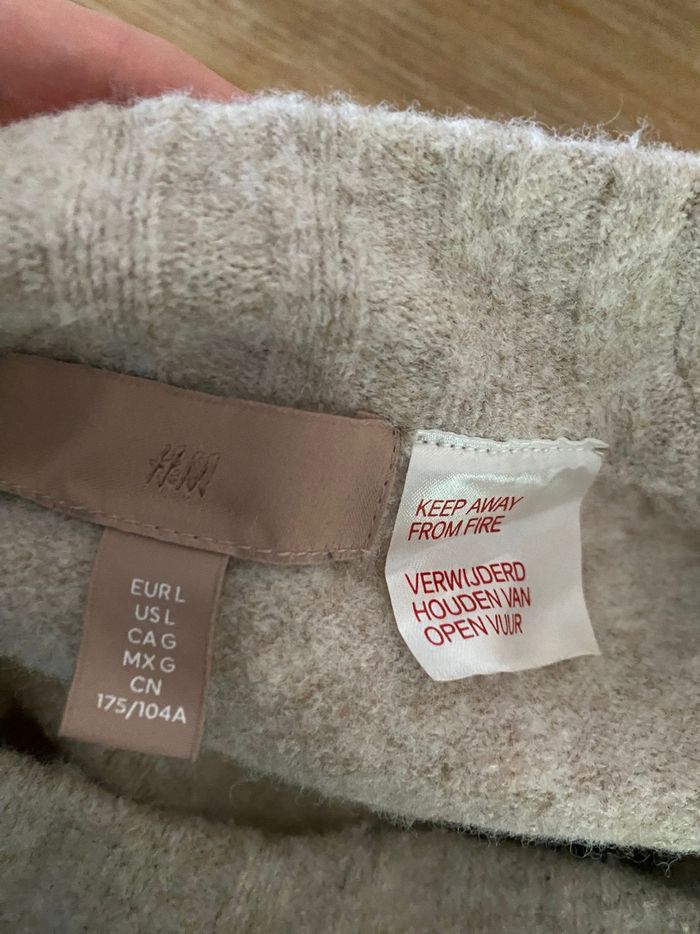 H&M
EUR L
US L
CA G
MX G
CN
175/104A
KEEP AWAY
FROM FIRE
VERWIJDERD
HOUDEN VAN
OPEN VUUR